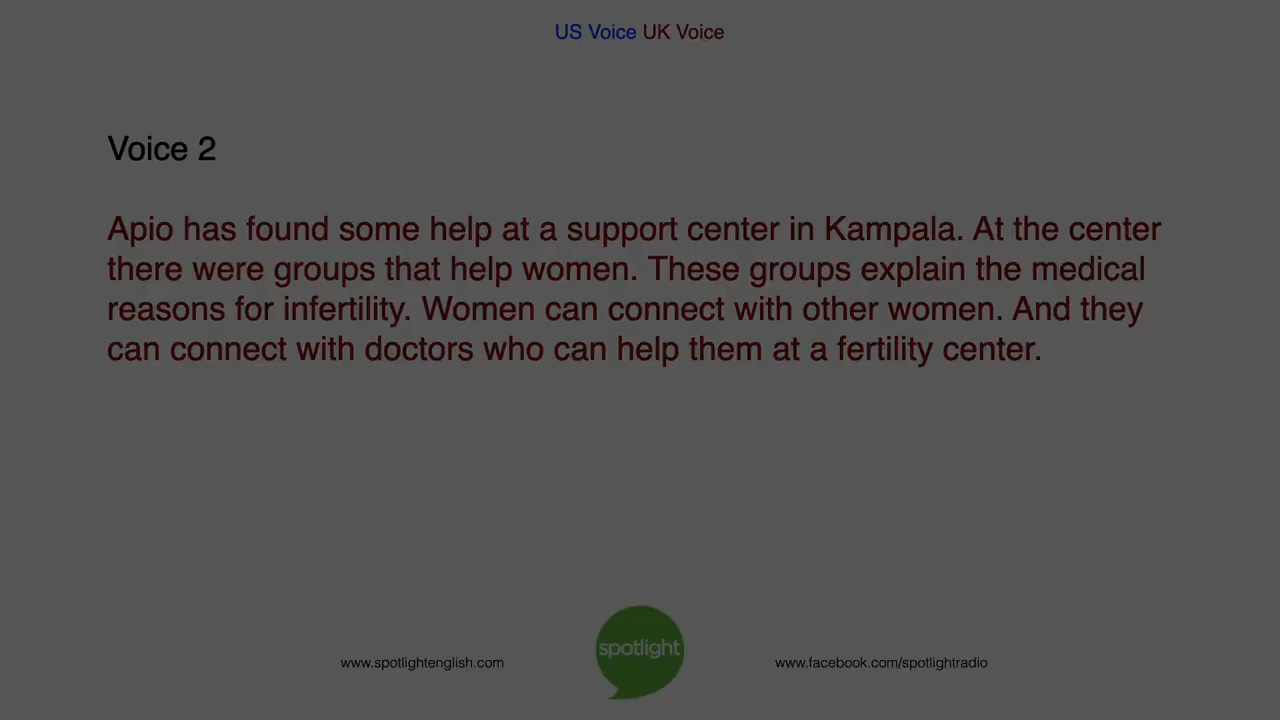 US Voice UK Voice
Voice 2
Apio has found some help at a support center in Kampala. At the center
there were groups that help women. These groups explain the medical
reasons for infertility. Women can connect with other women. And they
can connect with doctors who can help them at a fertility center.
spotlight
www.spotlightenglish.com
www.facebook.com/spotlightradio